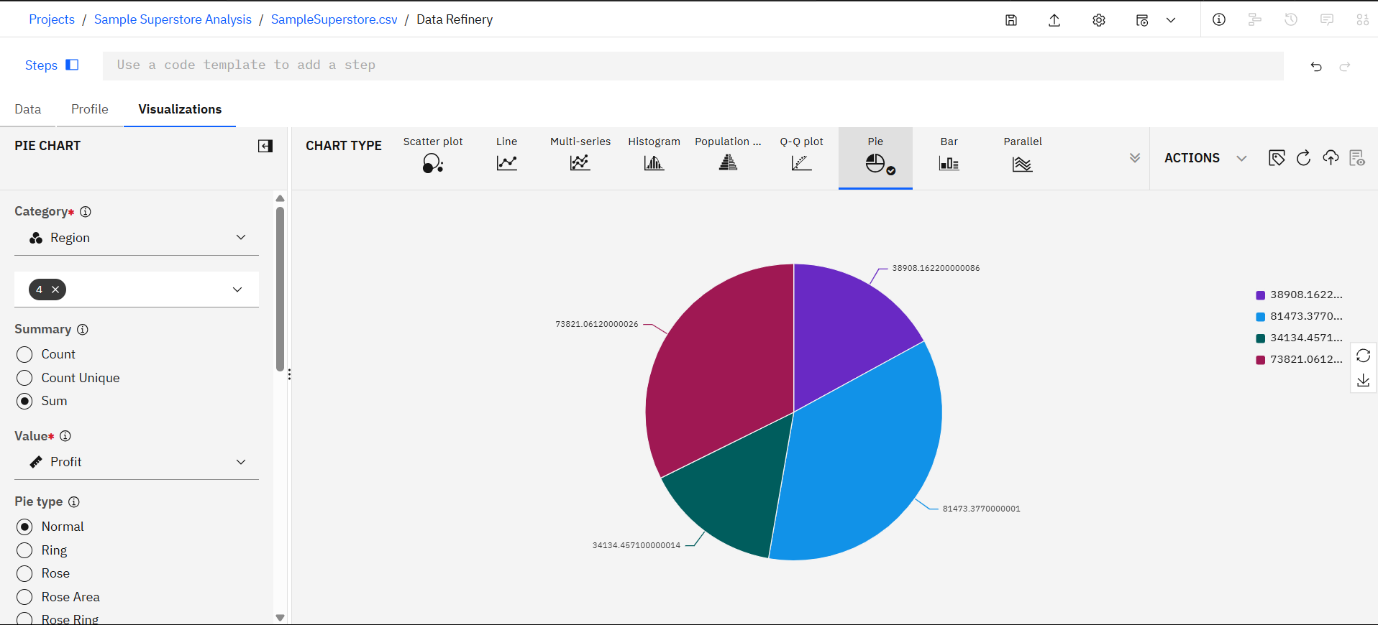 Projects / Sample Superstore Analysis / SampleSuperstore.csv / Data Refinery
Steps
Use a code template to add a step
Data
Profile
Visualizations
PIE CHART
Category*
Region
4 ×
Summary
Count
Count Unique
Sum
Value*
Profit
Pie type
Normal
Ring
Rose
Rose Area
Rose Ring
CHART TYPE
Scatter plot
Line
Multi-series
Histogram
Population ...
Q-Q plot
Pie
Bar
Parallel
ACTIONS
38908.162200000086
73821.06120000026
81473.3770000001
34134.457100000014
38908.1622...
81473.3770...
34134.4571...
73821.0612...